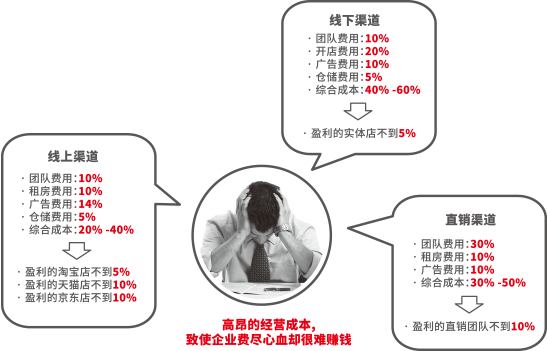 线下渠道
· 团队费用：10%
· 开店费用：20%
· 广告费用：10%
· 仓储费用：5%
· 综合成本：40% -60%
· 盈利的实体店不到5%
线上渠道
· 团队费用：10%
· 租房费用：10%
· 广告费用：14%
· 仓储费用：5%
· 综合成本：20% -40%
· 盈利的淘宝店不到5%
· 盈利的天猫店不到10%
· 盈利的京东店不到10%
直销渠道
· 团队费用：30%
· 租房费用：10%
· 广告费用：10%
· 综合成本：30% -50%
· 盈利的直销团队不到10%
高昂的经营成本，
致使企业费尽心血却很难赚钱